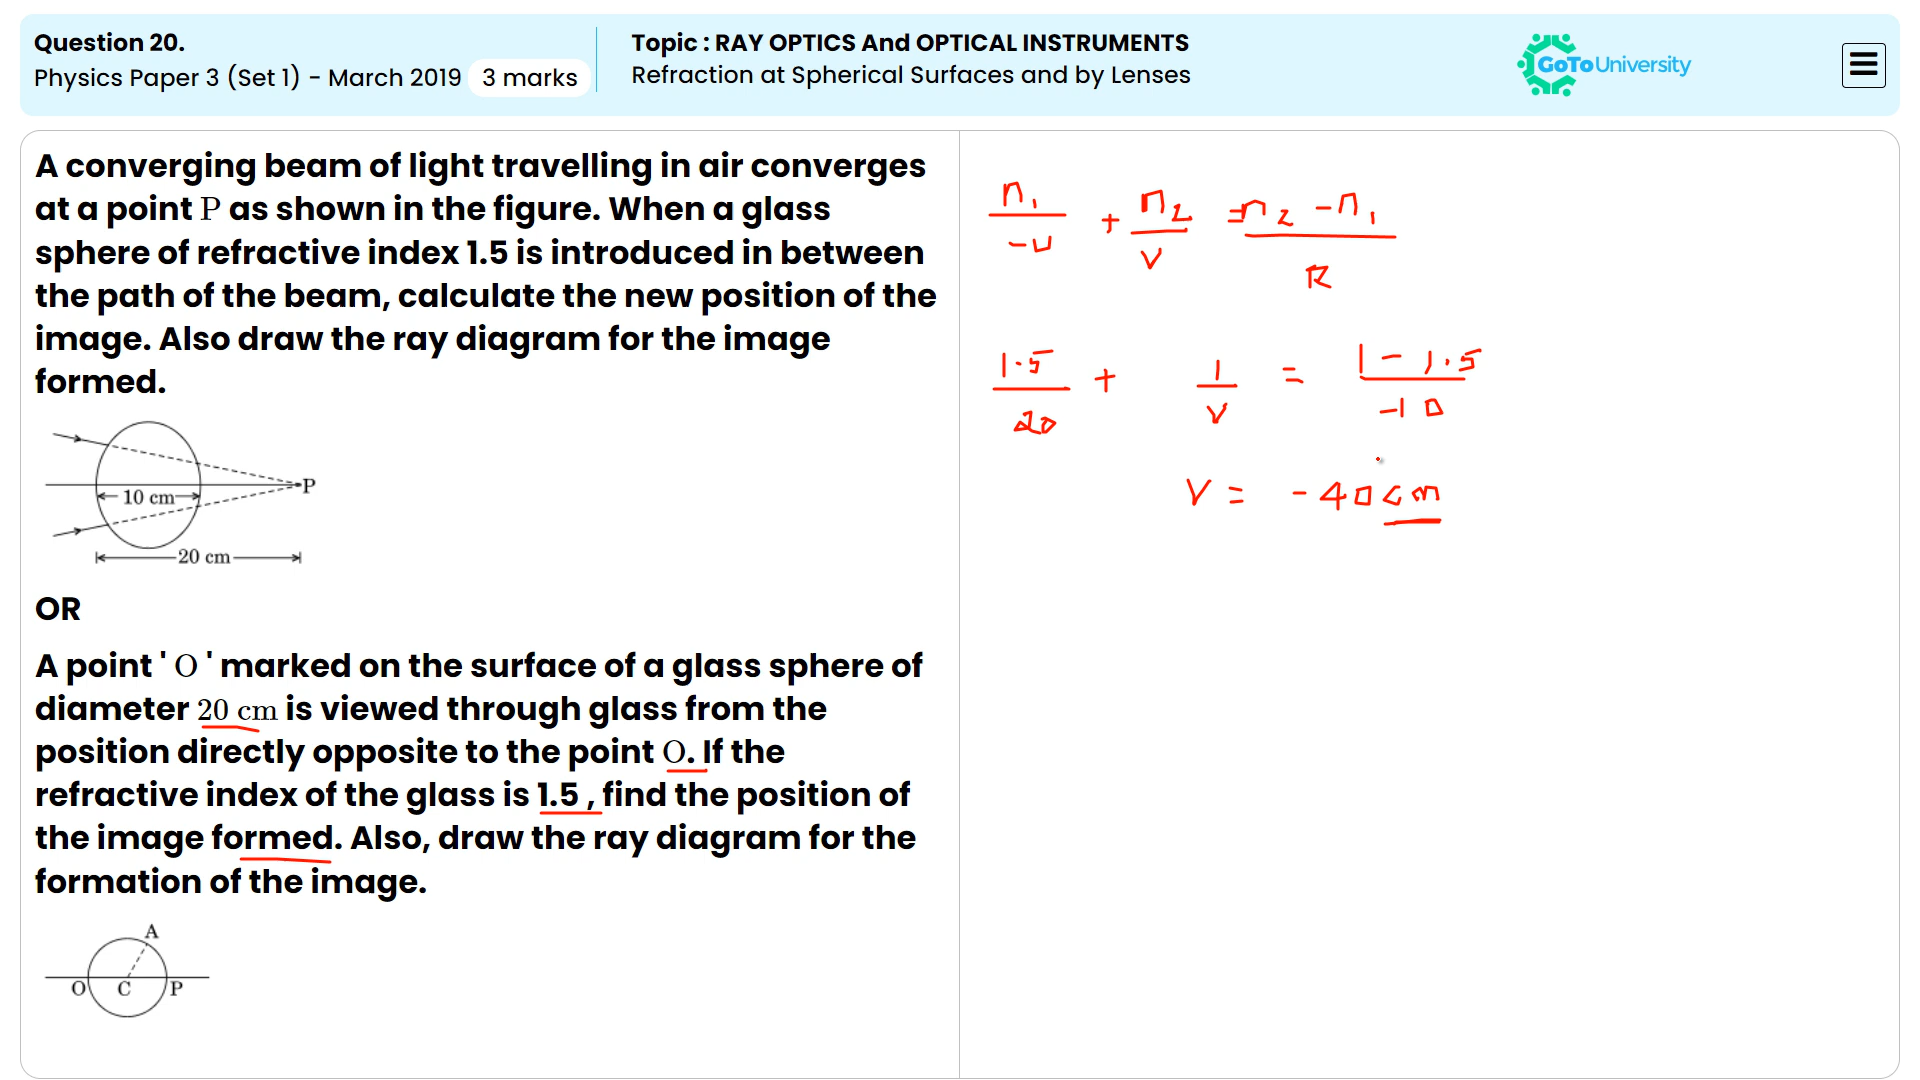 Question 20.
Physics Paper 3 (Set 1) - March 2019 3 marks
Topic : RAY OPTICS And OPTICAL INSTRUMENTS
Refraction at Spherical Surfaces and by Lenses
GoToUniversity
A converging beam of light travelling in air converges
at a point P as shown in the figure. When a glass
sphere of refractive index 1.5 is introduced in between
the path of the beam, calculate the new position of the
image. Also draw the ray diagram for the image
formed.
10 cm
P
20 cm
OR
A point ' O ' marked on the surface of a glass sphere of
diameter 20 cm is viewed through glass from the
position directly opposite to the point O. If the
refractive index of the glass is 1.5 , find the position of
the image formed. Also, draw the ray diagram for the
formation of the image.
A
O C P
n₁/-u + n₂/v = n₂ - n₁/R
1.5/20 + 1/v = 1 - 1.5/-10
v = -40cm